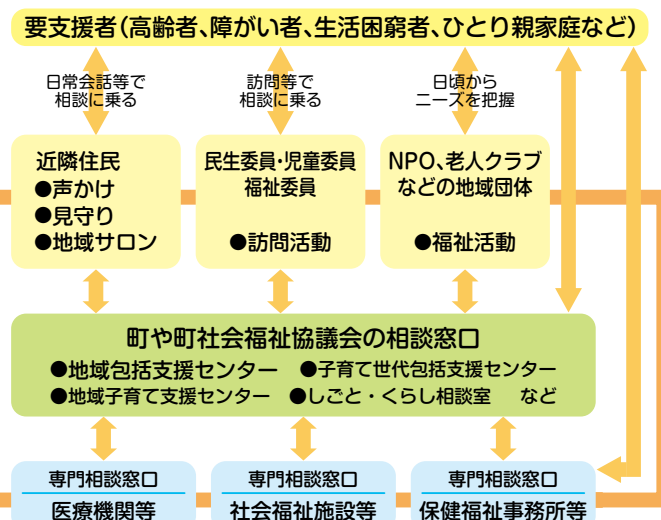 要支援者(高齢者、障がい者、生活困窮者、ひとり親家庭など)
日常会話等で
相談に乗る
訪問等で
相談に乗る
日頃から
ニーズを把握
近隣住民
●声かけ
●見守り
●地域サロン
民生委員・児童委員
福祉委員
●訪問活動
NPO、老人クラブ
などの地域団体
●福祉活動
町や町社会福祉協議会の相談窓口
●地域包括支援センター ●子育て世代包括支援センター
●地域子育て支援センター ●しごと・くらし相談室 など
専門相談窓口
医療機関等
専門相談窓口
社会福祉施設等
専門相談窓口
保健福祉事務所等